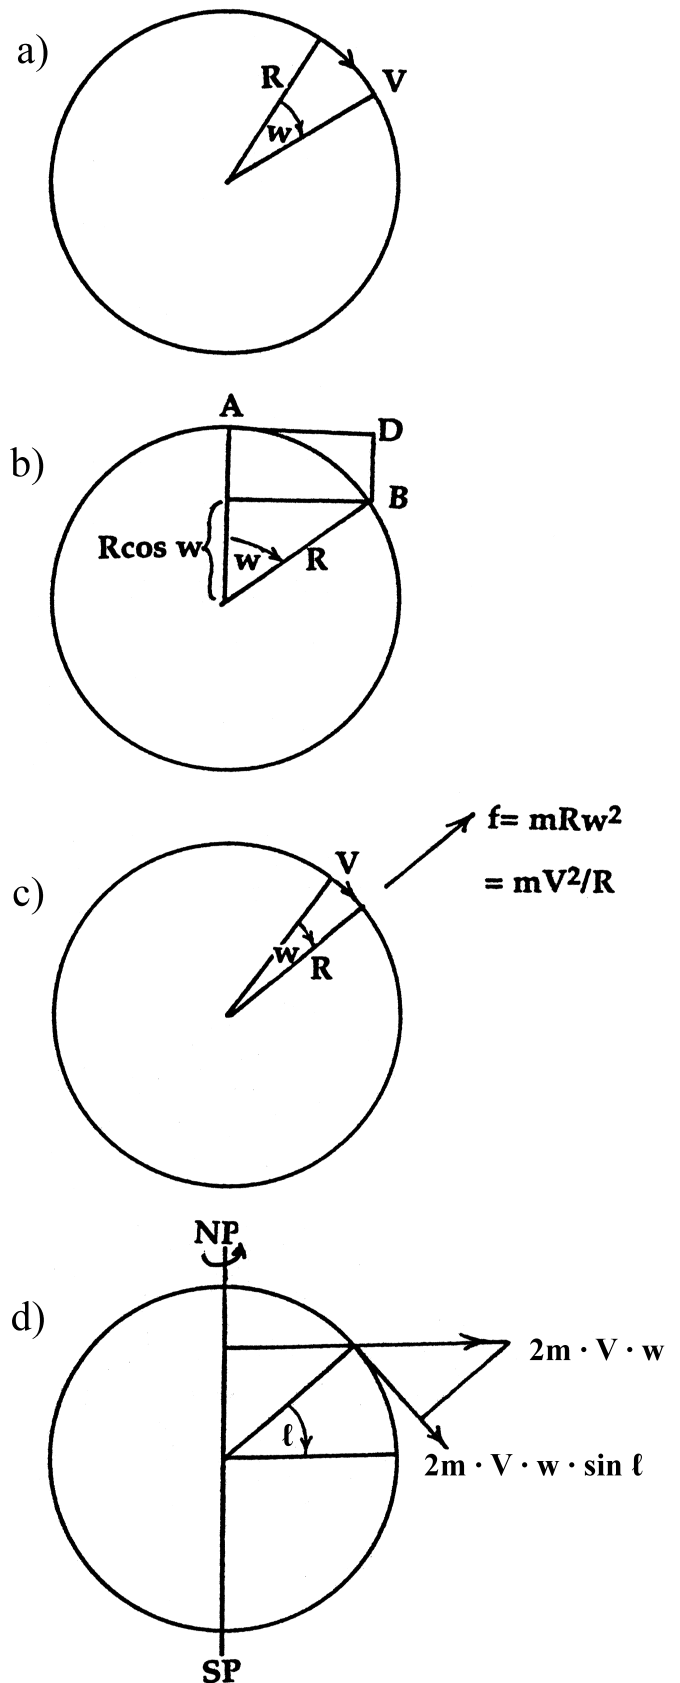 a)
R
V
w
A
D
b)
B
Rcos w
w
R
f= mRw²
V
c)
= mV²/R
w
R
NP
d)
2m · V · w
ℓ
2m · V · w · sin ℓ
SP